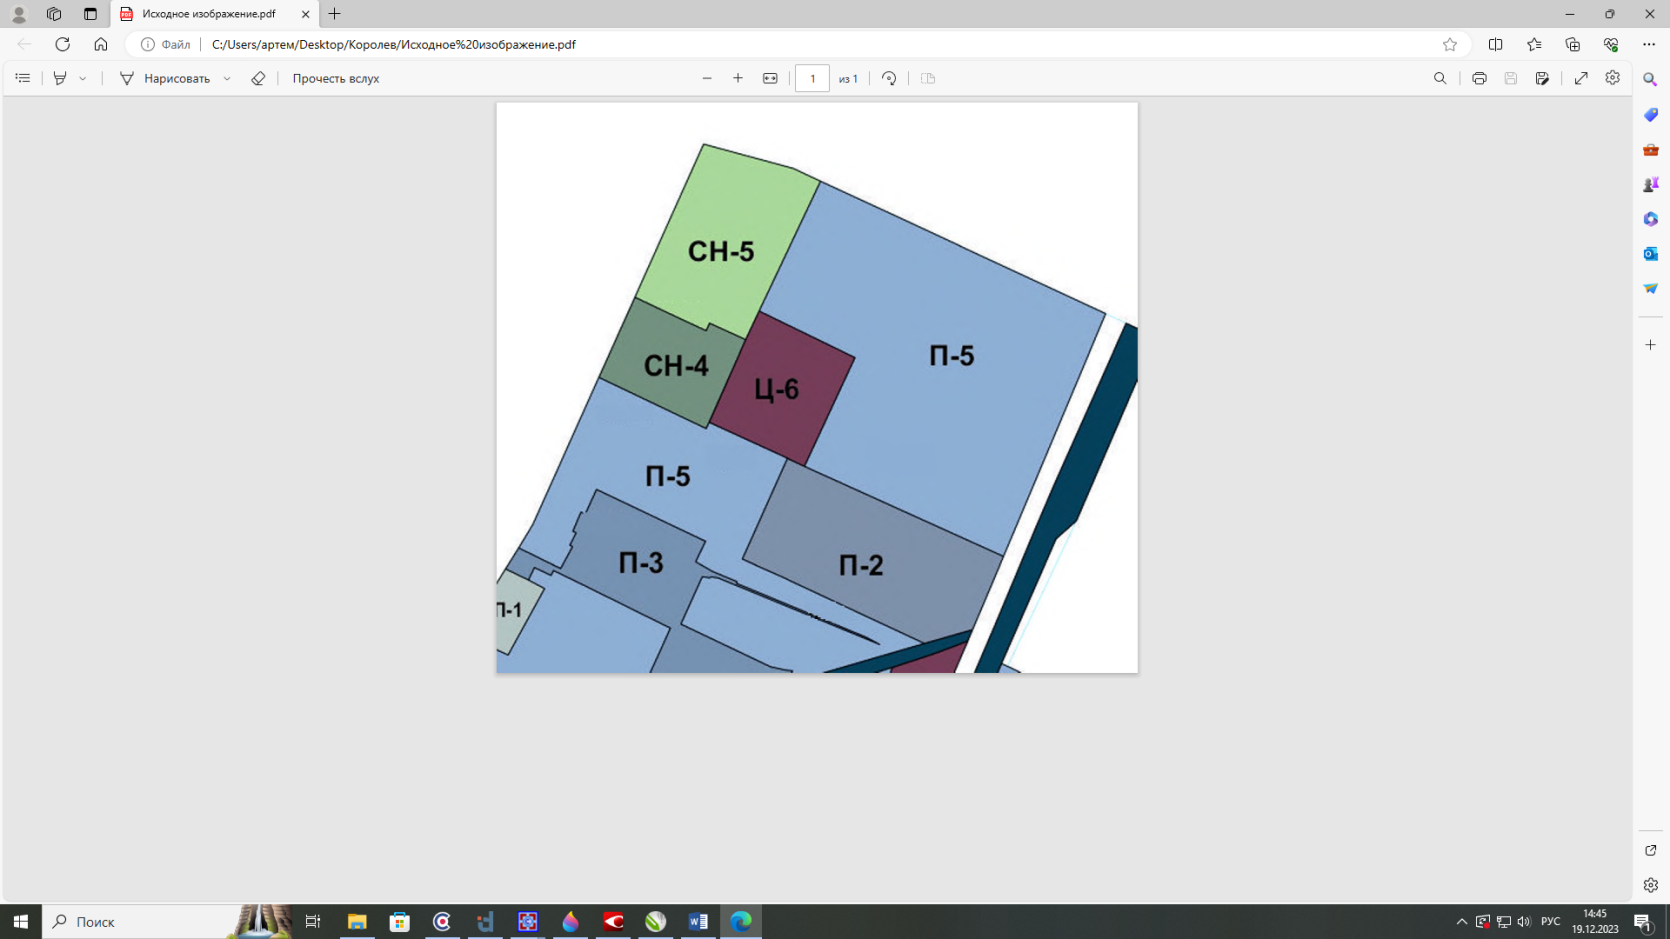 Исходное изображение.pdf
Файл
C:/Users/артем/Desktop/Королев/Исходное%20изображение.pdf
Нарисовать
Прочесть вслух
1
из 1
СН-5
П-5
СН-4
Ц-6
П-5
П-3
П-2
П-1
Поиск
РУС
14:45
19.12.2023
1